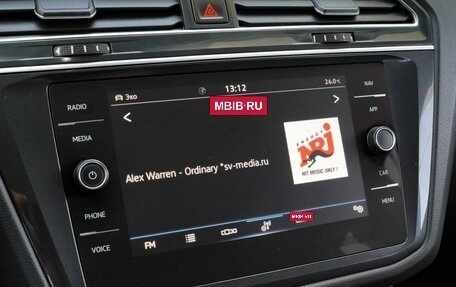 RADIO
MEDIA
PHONE
VOICE
Эко
13:12
26.0°C
MBIB.RU
ENERGY
NRJ
HIT MUSIC ONLY !
Alex Warren - Ordinary *sv-media.ru
FM
NAV
APP
CAR
MENU